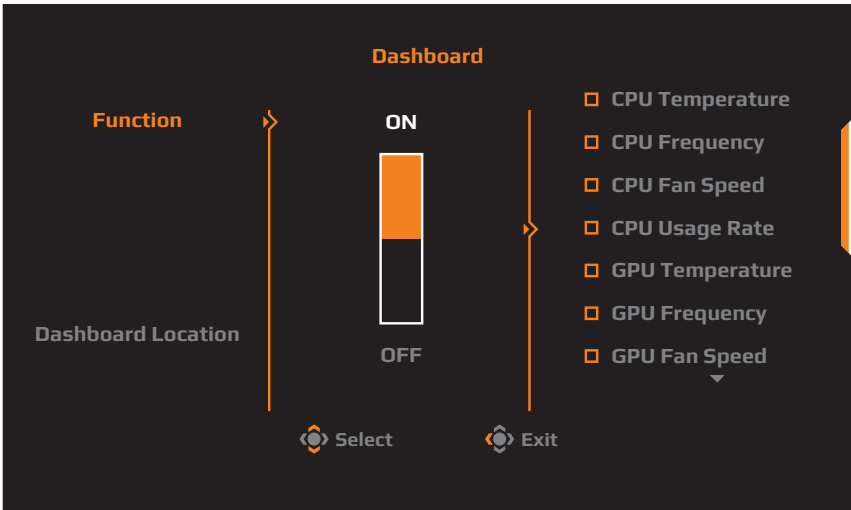 Dashboard
Function
ON
OFF
Dashboard Location
CPU Temperature
CPU Frequency
CPU Fan Speed
CPU Usage Rate
GPU Temperature
GPU Frequency
GPU Fan Speed
Select
Exit